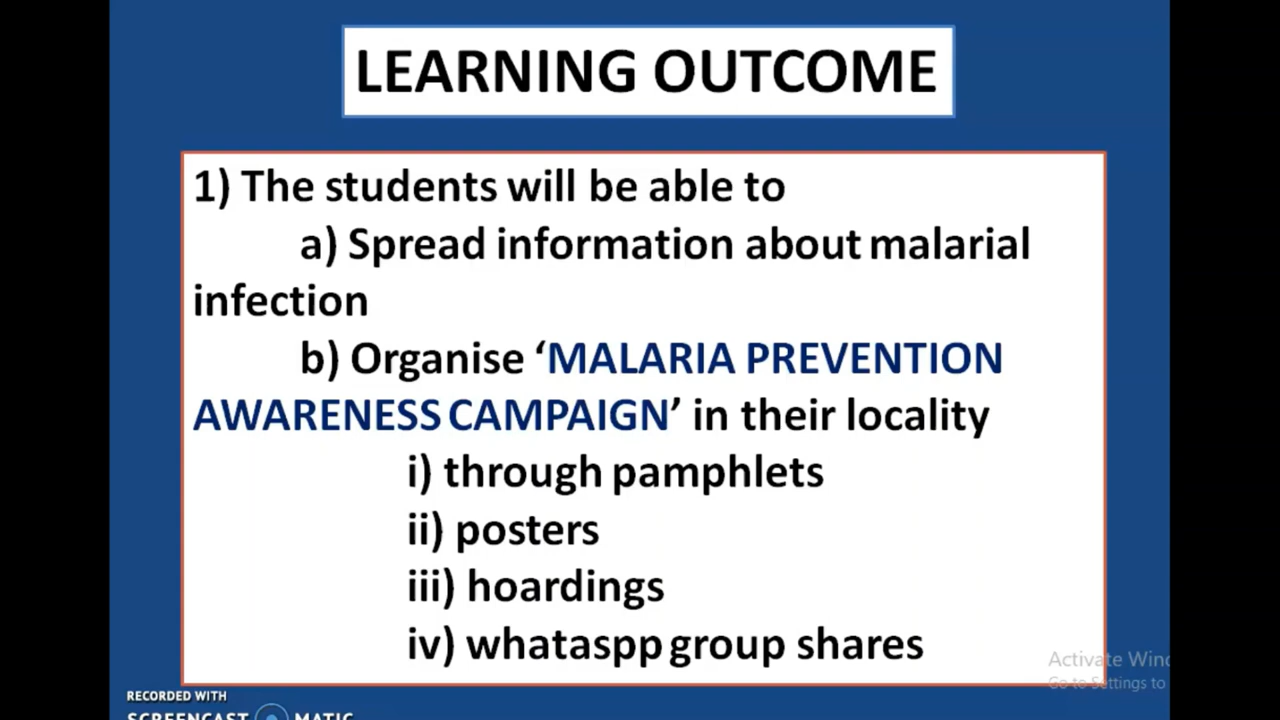 LEARNING OUTCOME
1) The students will be able to
a) Spread information about malarial
infection
b) Organise ‘MALARIA PREVENTION
AWARENESS CAMPAIGN’ in their locality
i) through pamphlets
ii) posters
iii) hoardings
iv) whataspp group shares
Activate Wind
Go to Settings to
RECORDED WITH
SCREENCAST MATIC